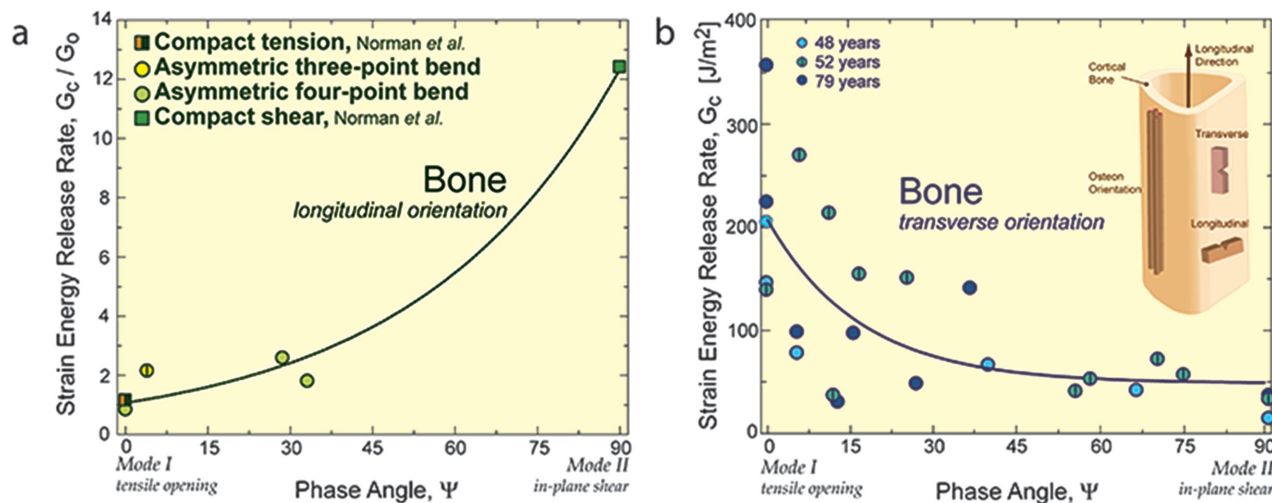 a
Strain Energy Release Rate, Gc / Go
14
12
10
8
6
4
2
0
Compact tension, Norman et al.
Asymmetric three-point bend
Asymmetric four-point bend
Compact shear, Norman et al.
Bone
longitudinal orientation
0 15 30 45 60 75 90
Mode I
tensile opening
Phase Angle, Ψ
Mode II
in-plane shear
b
Strain Energy Release Rate, Gc [J/m²]
400
350
300
200
100
50
0
48 years
52 years
79 years
Bone
transverse orientation
Longitudinal
Direction
Cortical
Bone
Transverse
Osteon
Orientation
Longitudinal
0 15 30 45 60 75 90
Mode I
tensile opening
Phase Angle, Ψ
Mode II
in-plane shear